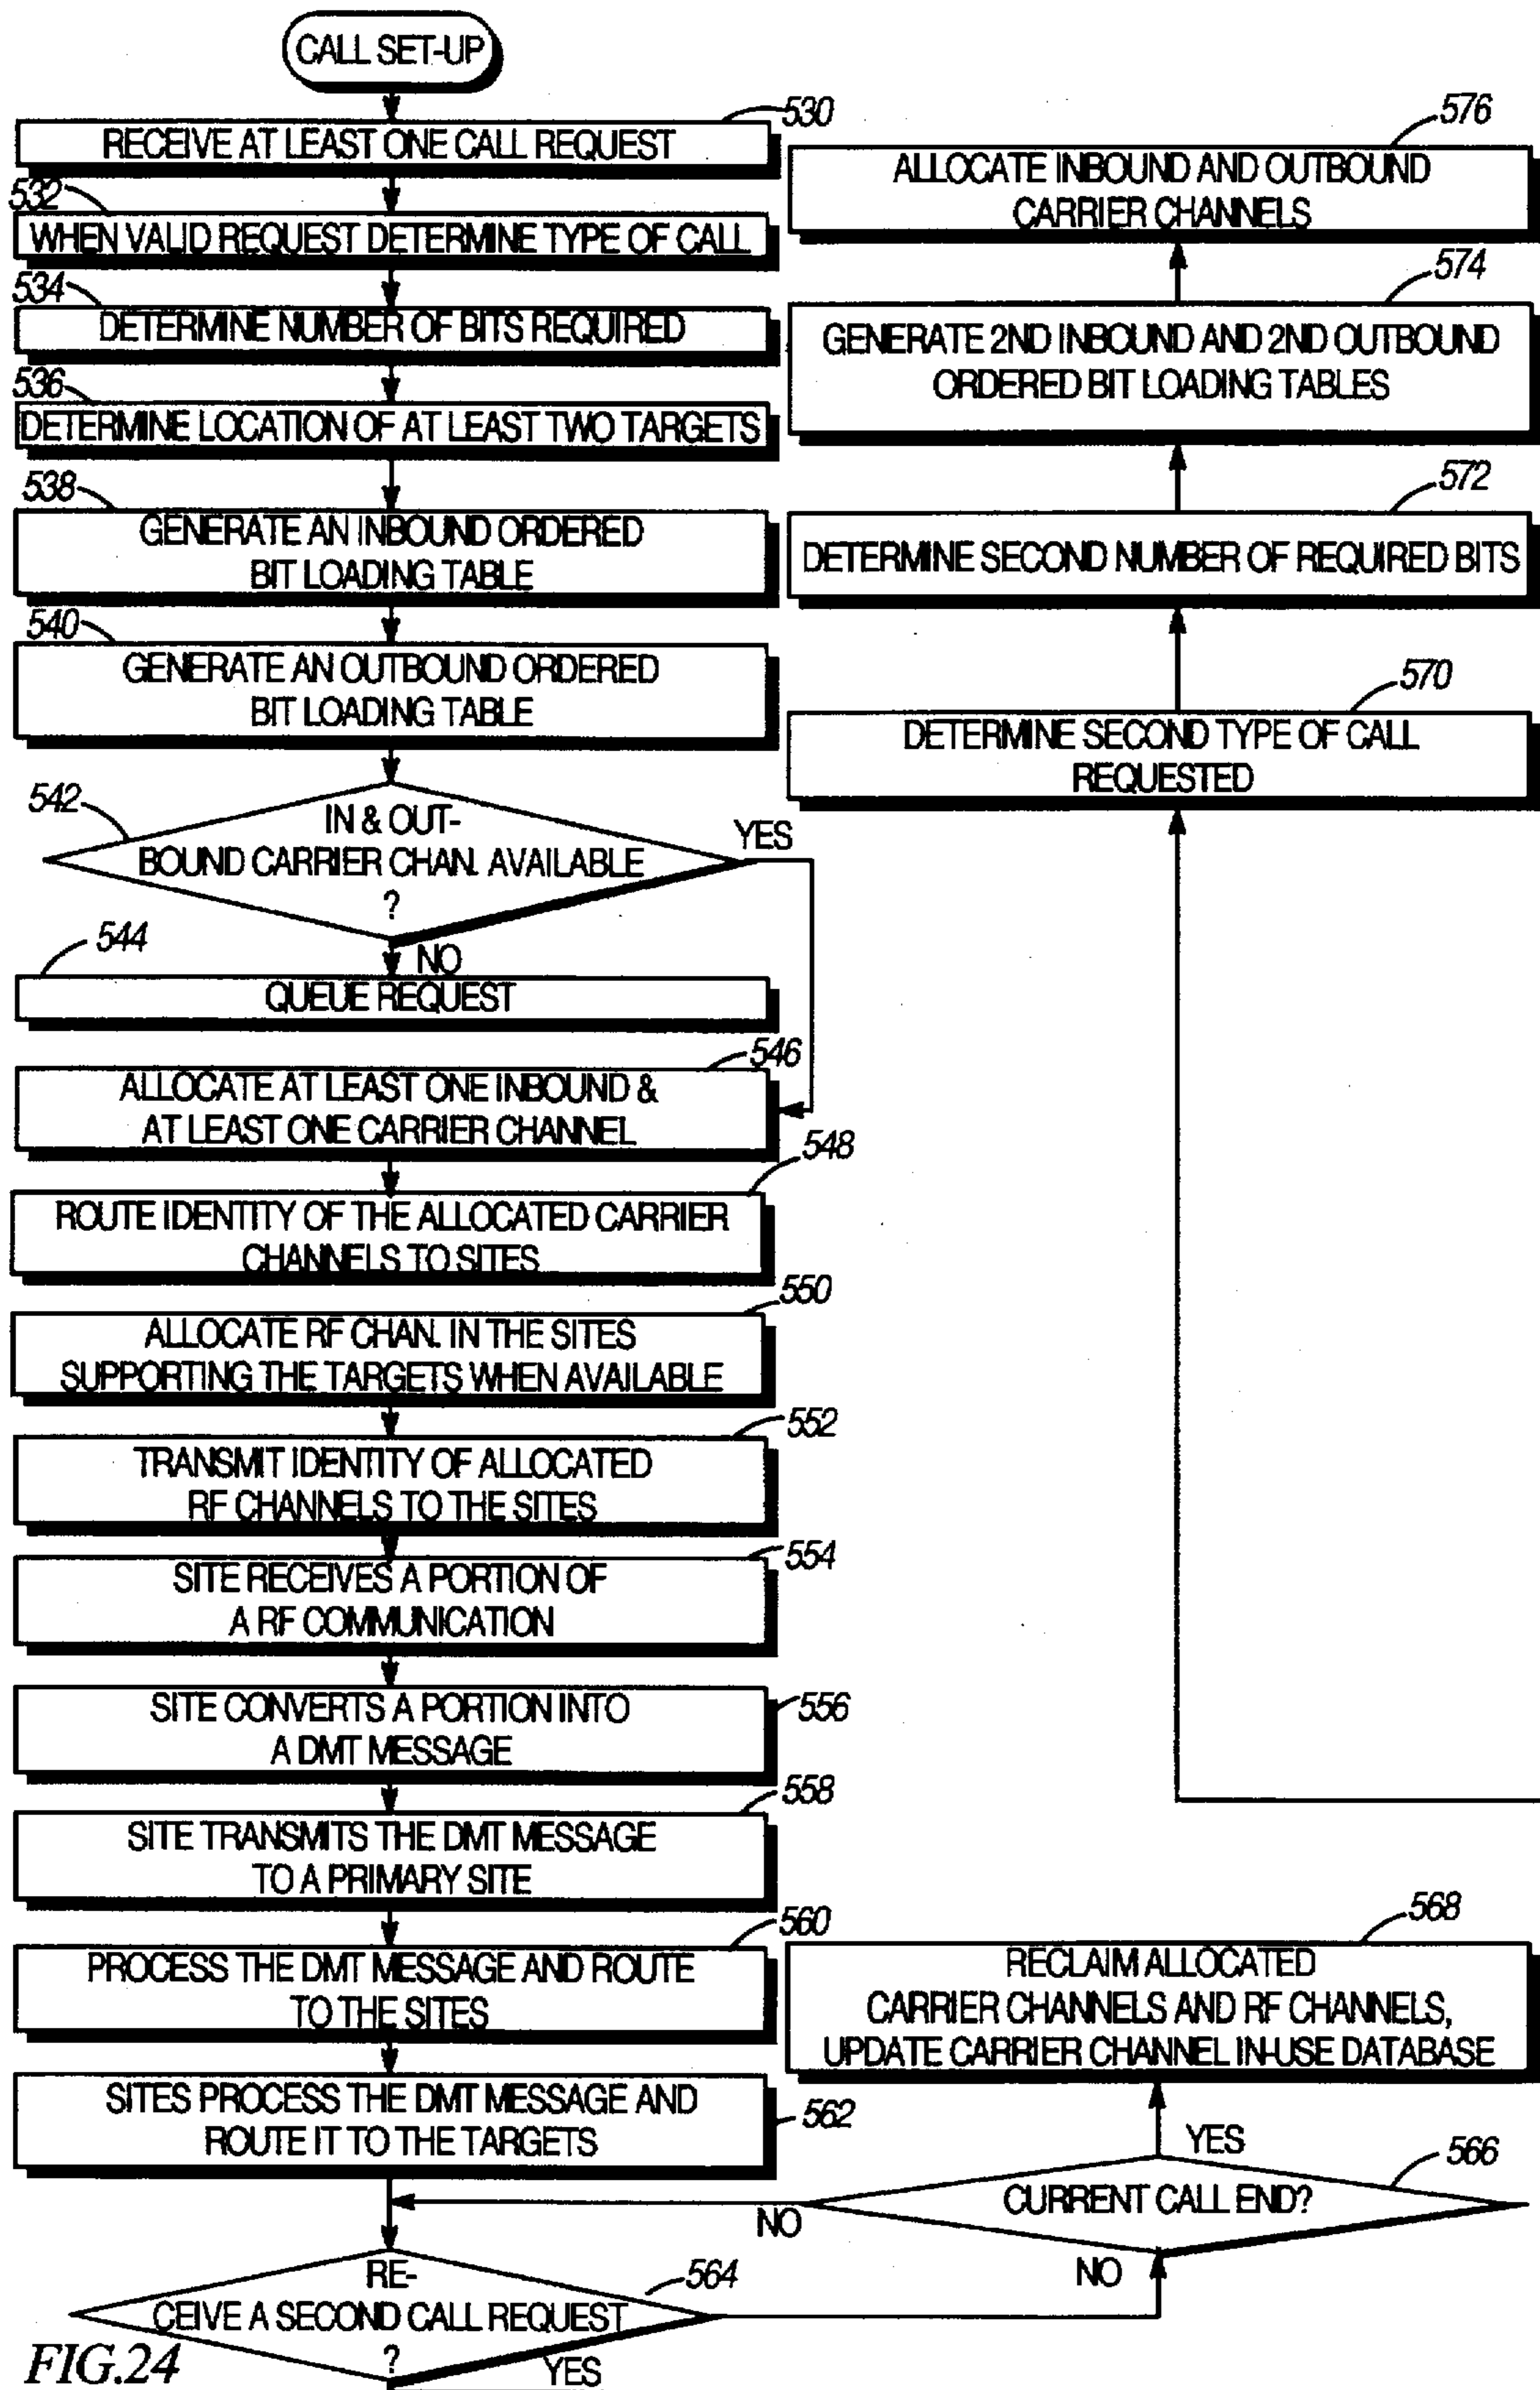 CALL SET-UP
530
RECEIVE AT LEAST ONE CALL REQUEST
532
WHEN VALID REQUEST DETERMINE TYPE OF CALL
534
DETERMINE NUMBER OF BITS REQUIRED
536
DETERMINE LOCATION OF AT LEAST TWO TARGETS
538
GENERATE AN INBOUND ORDERED
BIT LOADING TABLE
540
GENERATE AN OUTBOUND ORDERED
BIT LOADING TABLE
542
IN & OUT-
BOUND CARRIER CHAN. AVAILABLE
?
YES
NO
544
QUEUE REQUEST
546
ALLOCATE AT LEAST ONE INBOUND &
AT LEAST ONE CARRIER CHANNEL
548
ROUTE IDENTITY OF THE ALLOCATED CARRIER
CHANNELS TO SITES
550
ALLOCATE RF CHAN. IN THE SITES
SUPPORTING THE TARGETS WHEN AVAILABLE
552
TRANSMIT IDENTITY OF ALLOCATED
RF CHANNELS TO THE SITES
554
SITE RECEIVES A PORTION OF
A RF COMMUNICATION
556
SITE CONVERTS A PORTION INTO
A DMT MESSAGE
558
SITE TRANSMITS THE DMT MESSAGE
TO A PRIMARY SITE
560
PROCESS THE DMT MESSAGE AND ROUTE
TO THE SITES
562
SITES PROCESS THE DMT MESSAGE AND
ROUTE IT TO THE TARGETS
564
RE-
CEIVE A SECOND CALL REQUEST
?
YES
NO
566
CURRENT CALL END?
NO
YES
568
RECLAIM ALLOCATED
CARRIER CHANNELS AND RF CHANNELS,
UPDATE CARRIER CHANNEL IN-USE DATABASE
570
DETERMINE SECOND TYPE OF CALL
REQUESTED
572
DETERMINE SECOND NUMBER OF REQUIRED BITS
574
GENERATE 2ND INBOUND AND 2ND OUTBOUND
ORDERED BIT LOADING TABLES
576
ALLOCATE INBOUND AND OUTBOUND
CARRIER CHANNELS
FIG.24